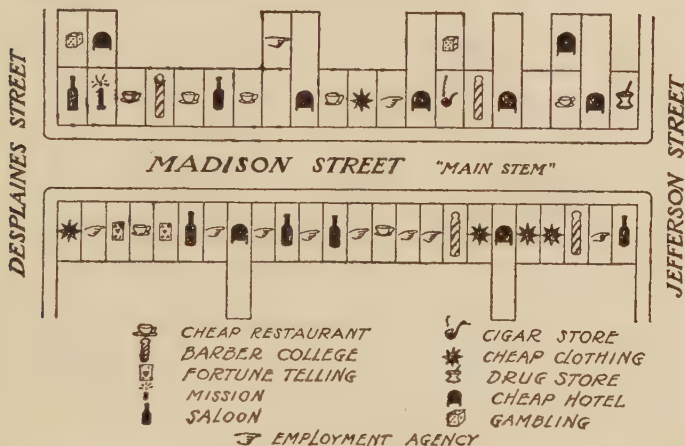 DESPLAINES STREET
1
MADISON STREET "MAIN STEM"
JEFFERSON STREET
CHEAP RESTAURANT
BARBER COLLEGE
FORTUNE TELLING
MISSION
SALOON
CIGAR STORE
CHEAP CLOTHING
DRUG STORE
CHEAP HOTEL
GAMBLING
EMPLOYMENT AGENCY